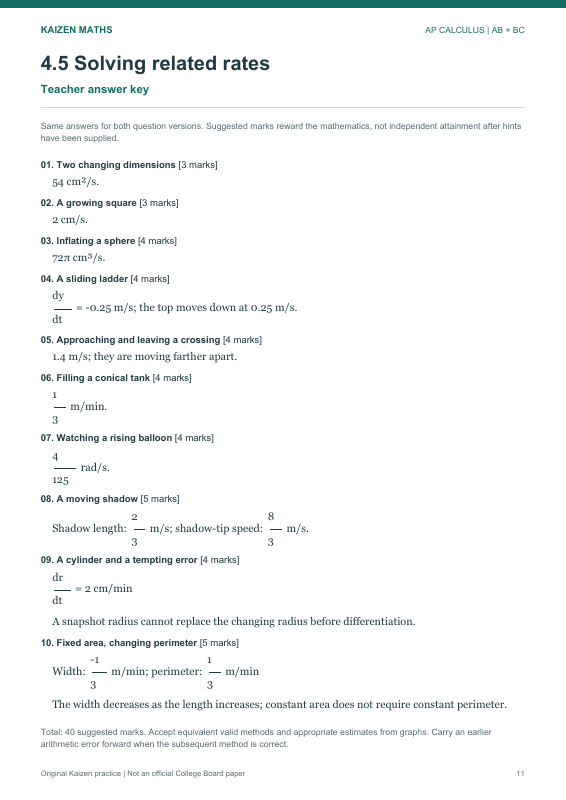 KAIZEN MATHS
AP CALCULUS | AB + BC
4.5 Solving related rates
Teacher answer key
Same answers for both question versions. Suggested marks reward the mathematics, not independent attainment after hints
have been supplied.
01. Two changing dimensions [3 marks]
54 cm²/s.
02. A growing square [3 marks]
2 cm/s.
03. Inflating a sphere [4 marks]
72π cm³/s.
04. A sliding ladder [4 marks]
dy
dt
= -0.25 m/s; the top moves down at 0.25 m/s.
05. Approaching and leaving a crossing [4 marks]
1.4 m/s; they are moving farther apart.
06. Filling a conical tank [4 marks]
1
3
m/min.
07. Watching a rising balloon [4 marks]
4
125
rad/s.
08. A moving shadow [5 marks]
Shadow length: 2/3 m/s; shadow-tip speed: 8/3 m/s.
09. A cylinder and a tempting error [4 marks]
dr
dt
= 2 cm/min
A snapshot radius cannot replace the changing radius before differentiation.
10. Fixed area, changing perimeter [5 marks]
Width: -1/3 m/min; perimeter: 1/3 m/min
The width decreases as the length increases; constant area does not require constant perimeter.
Total: 40 suggested marks. Accept equivalent valid methods and appropriate estimates from graphs. Carry an earlier
arithmetic error forward when the subsequent method is correct.
Original Kaizen practice | Not an official College Board paper
11